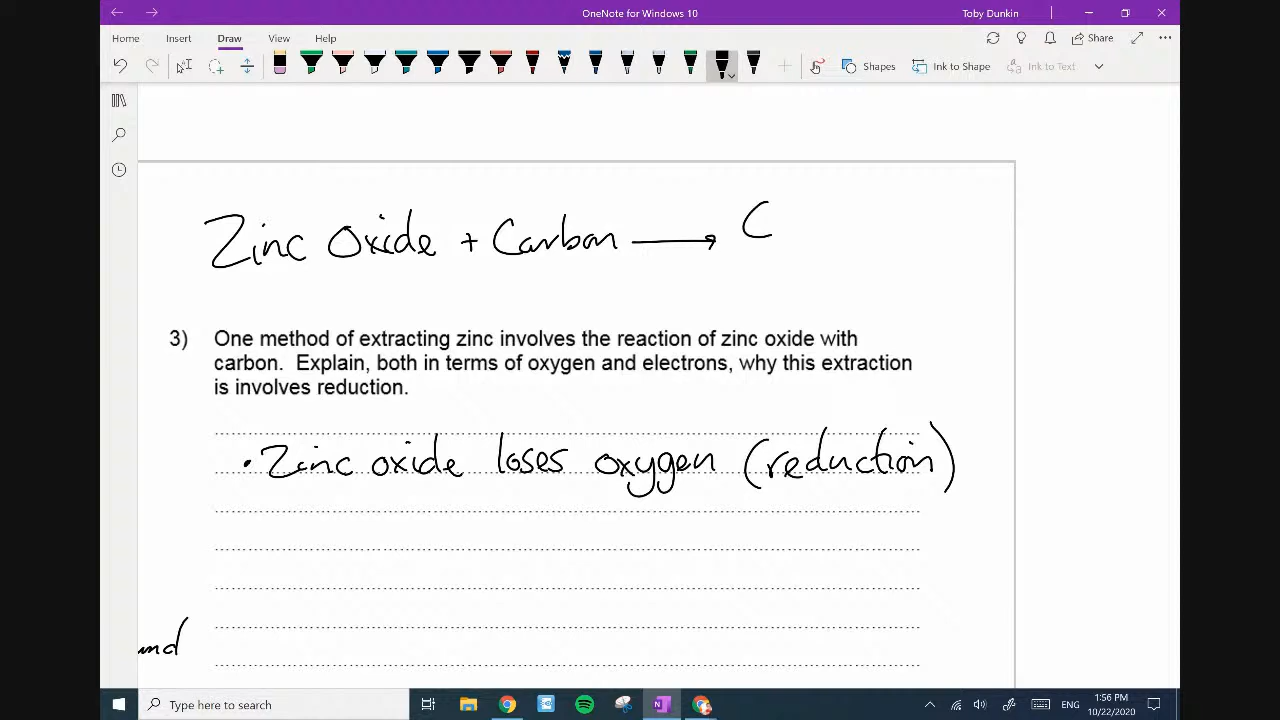 OneNote for Windows 10
Toby Dunkin
Home Insert Draw View Help
Share
Shapes Ink to Shape Ink to Text
Zinc Oxide + Carbon → C
3) One method of extracting zinc involves the reaction of zinc oxide with
carbon. Explain, both in terms of oxygen and electrons, why this extraction
is involves reduction.
• Zinc oxide loses oxygen (reduction)
Type here to search
ENG
1:56 PM
10/22/2020